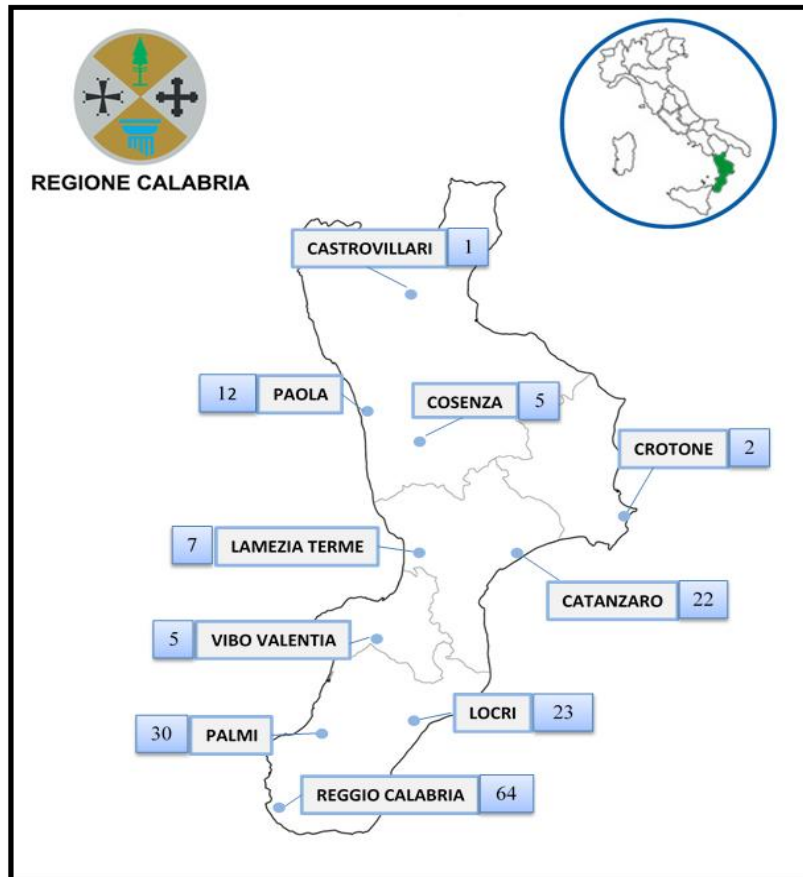 REGIONE CALABRIA
CASTROVILLARI 1
12 PAOLA
COSENZA 5
CROTONE 2
7 LAMEZIA TERME
CATANZARO 22
5 VIBO VALENTIA
LOCRI 23
30 PALMI
REGGIO CALABRIA 64